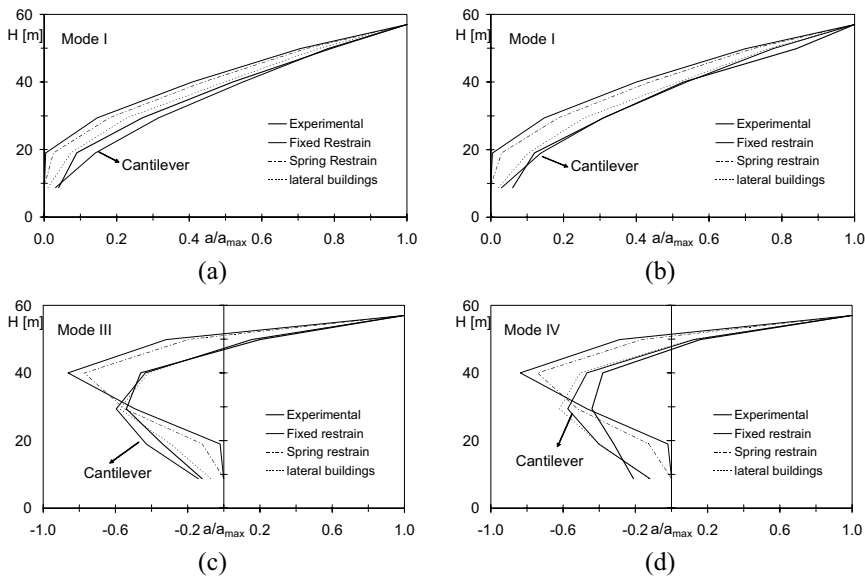 60
H [m]
Mode I
40
20
0
Experimental
Fixed Restrain
Spring Restrain
lateral buildings
Cantilever
0.0 0.2 0.4 0.6 0.8 1.0
a/amax
(a)
60
H [m]
Mode I
40
20
0
Experimental
Fixed restrain
Spring restrain
lateral buildings
Cantilever
0.0 0.2 0.4 0.6 0.8 1.0
a/amax
(b)
60
H [m]
Mode III
40
20
0
Experimental
Fixed restrain
Spring restrain
lateral buildings
Cantilever
-1.0 -0.6 -0.2 0.2 0.6 1.0
a/amax
(c)
60
H [m]
Mode IV
40
20
0
Experimental
Fixed restrain
Spring restrain
lateral buildings
Cantilever
-1.0 -0.6 -0.2 0.2 0.6 1.0
a/amax
(d)